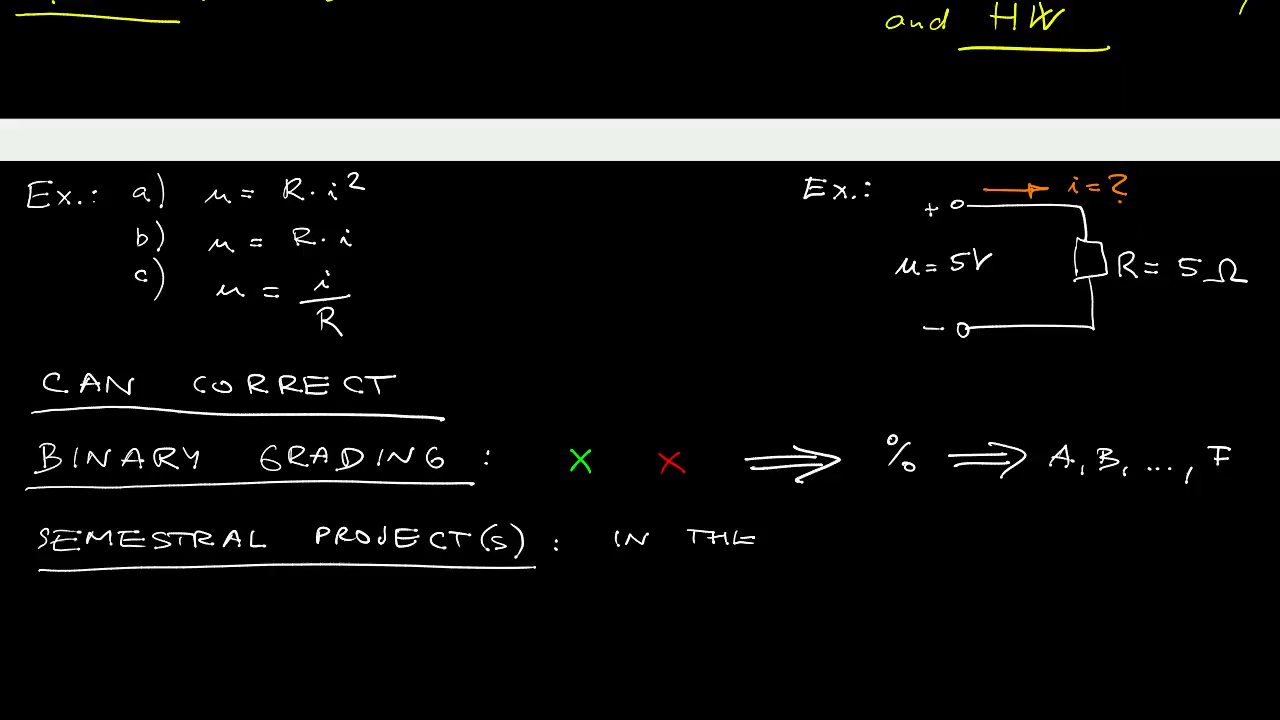 and HW
Ex.: a) u = R · i²
b) u = R · i
c) u = i / R
Ex.: i = ?
+
u = 5V
R = 5 Ω
−
CAN CORRECT
BINARY GRADING : X X ⇒ % ⇒ A, B, ..., F
SEMESTRAL PROJECT(S) : IN THE